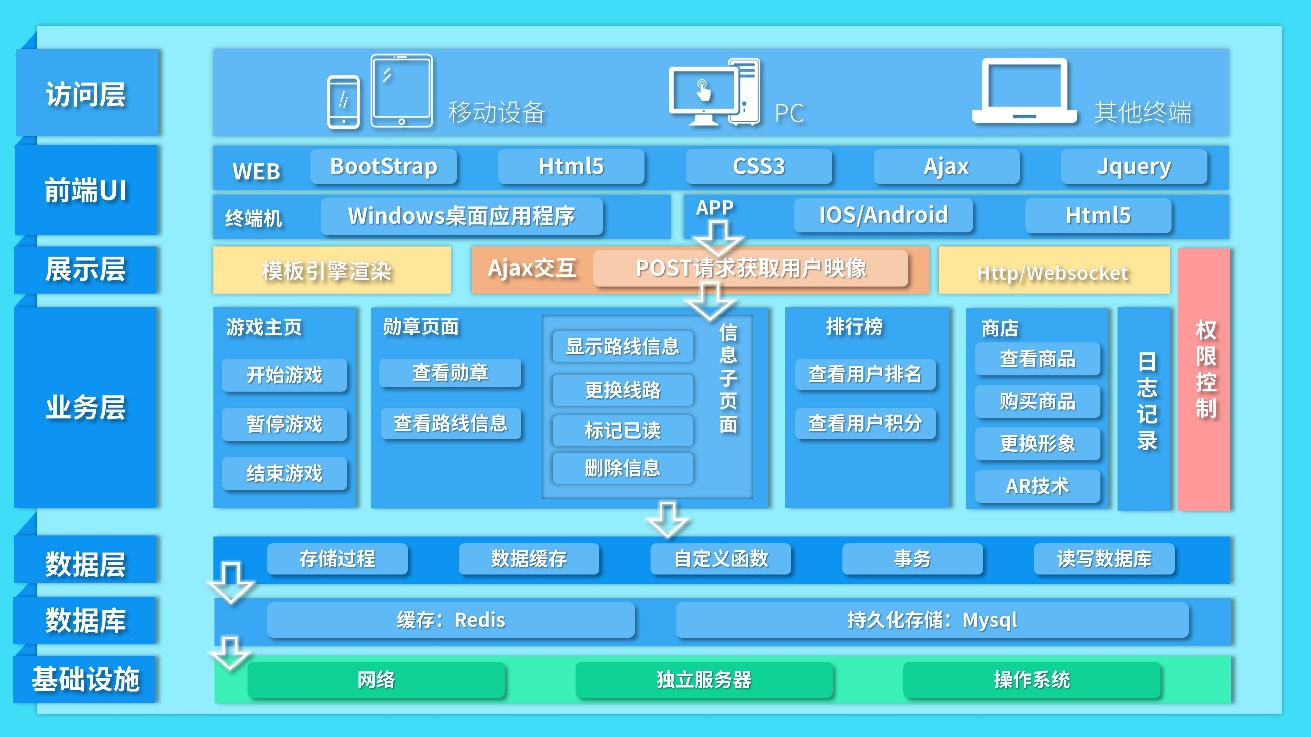 访问层
移动设备
PC
其他终端
前端UI
WEB
BootStrap
Html5
CSS3
Ajax
Jquery
终端机
Windows桌面应用程序
APP
IOS/Android
Html5
展示层
模板引擎渲染
Ajax交互
POST请求获取用户映像
Http/Websocket
权限控制
业务层
游戏主页
开始游戏
暂停游戏
结束游戏
勋章页面
查看勋章
查看路线信息
显示路线信息
更换线路
标记已读
删除信息
信息子页面
排行榜
查看用户排名
查看用户积分
商店
查看商品
购买商品
更换形象
AR技术
日志记录
数据层
存储过程
数据缓存
自定义函数
事务
读写数据库
数据库
缓存：Redis
持久化存储：Mysql
基础设施
网络
独立服务器
操作系统